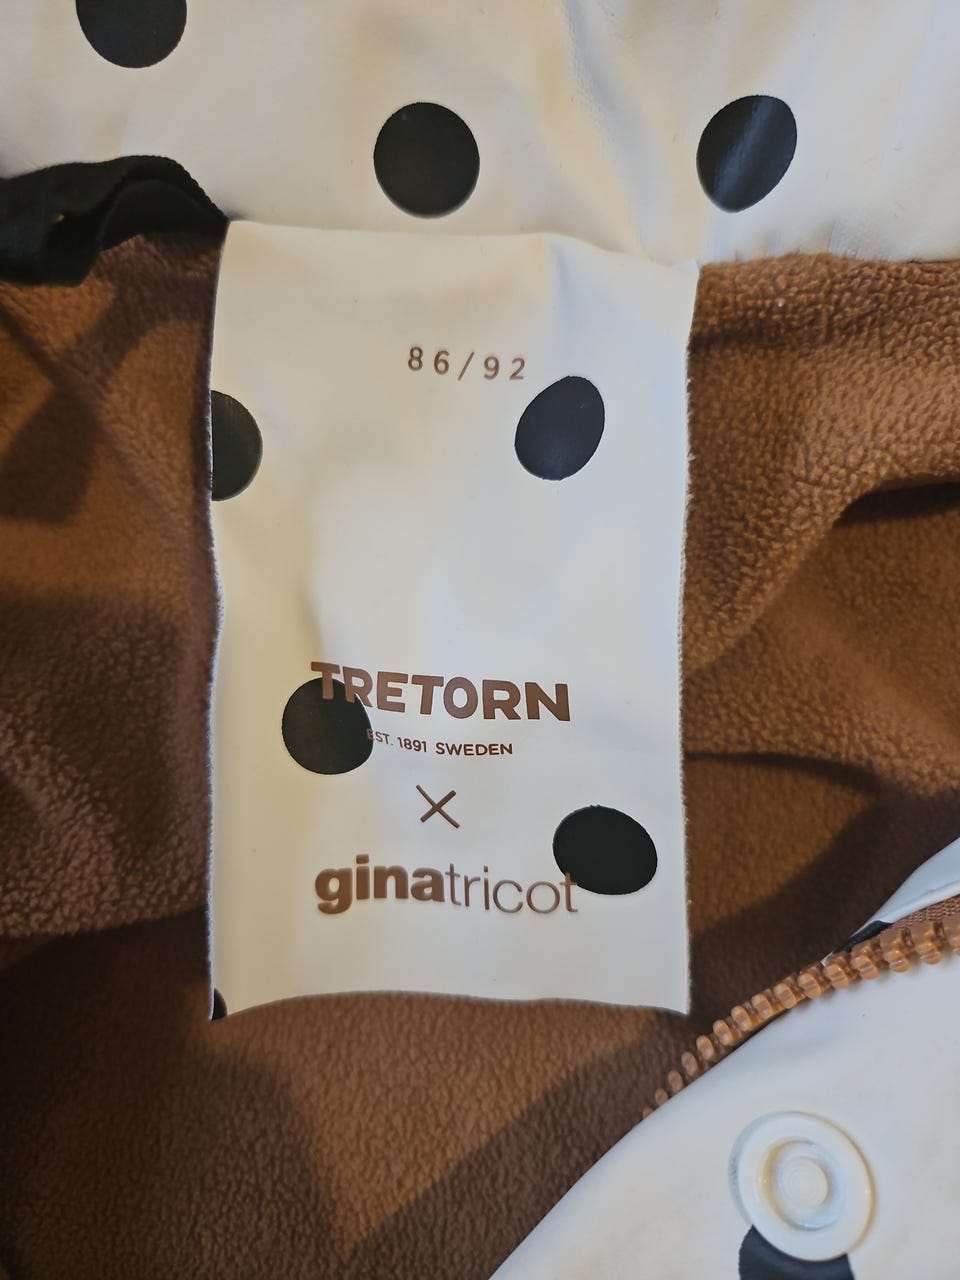 86/92
TRETORN
EST. 1891 SWEDEN
×
ginatricot